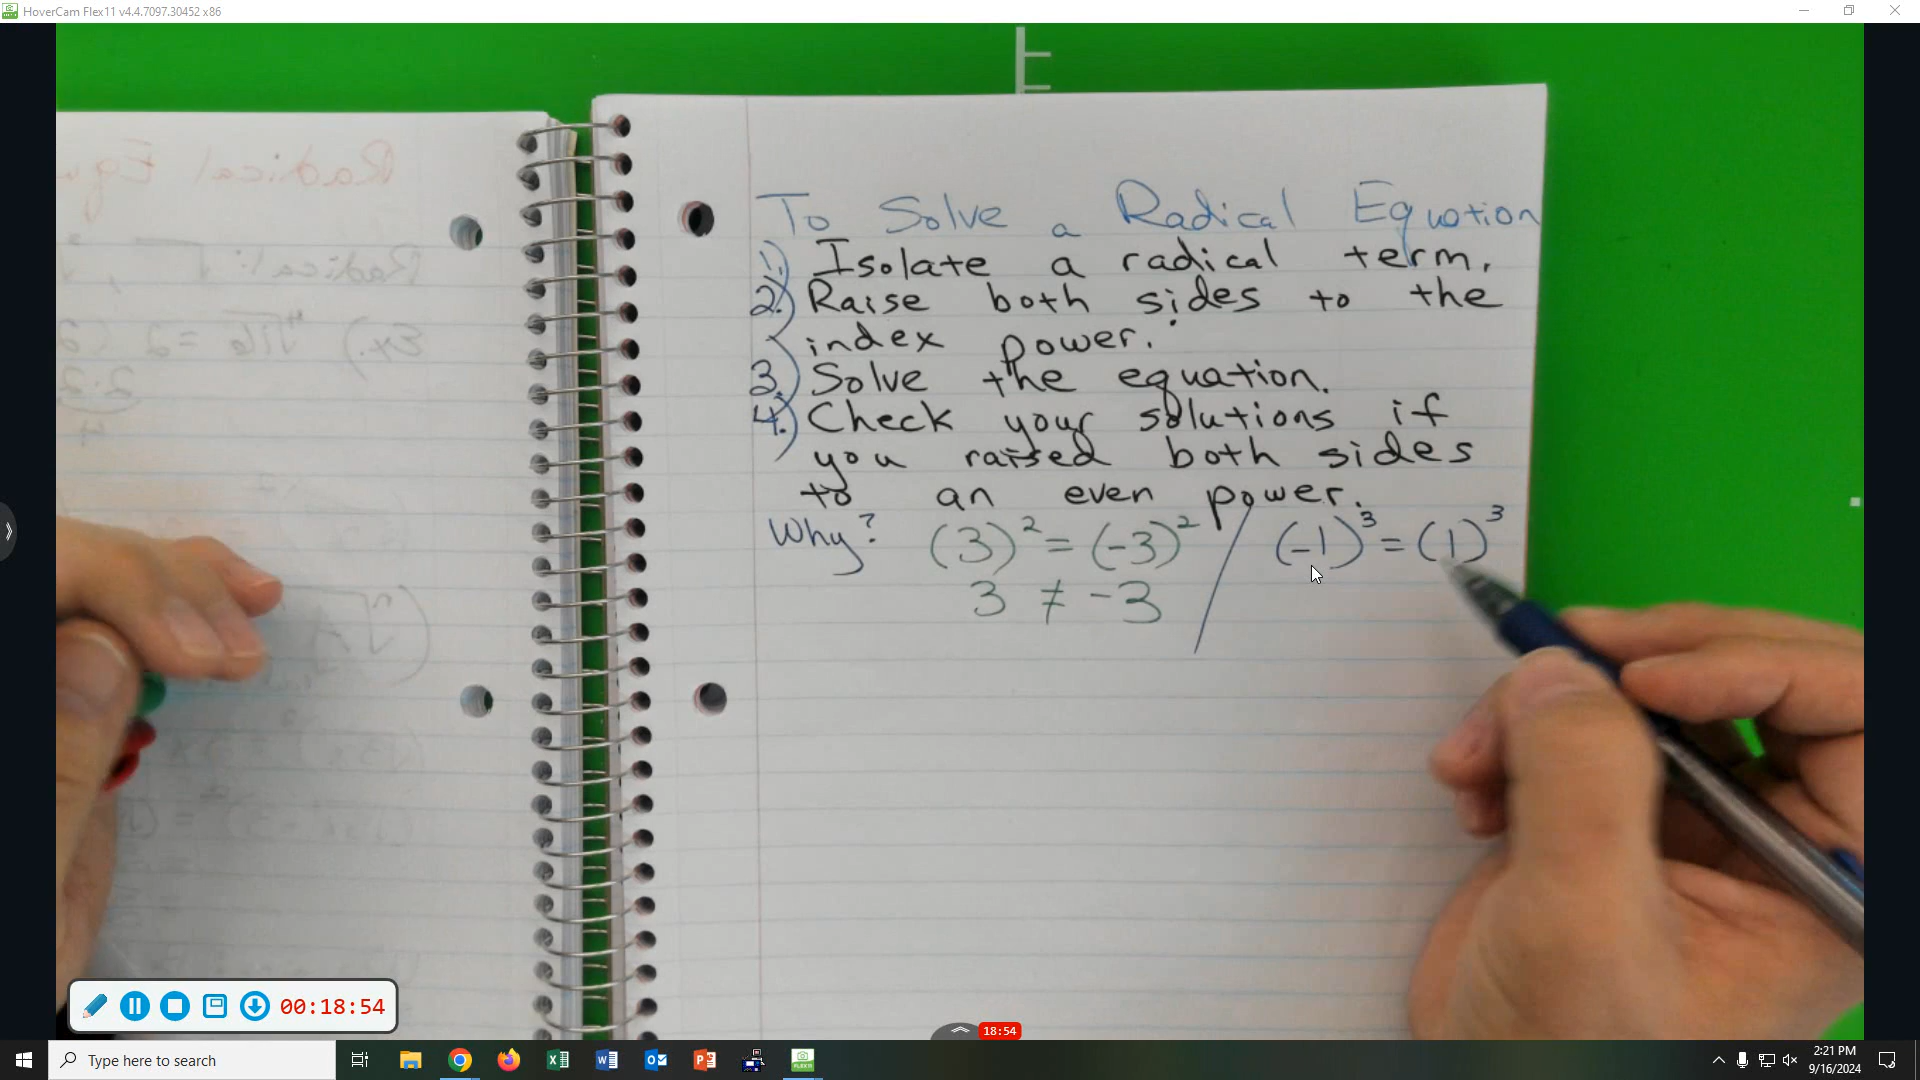 HoverCam Flex11 v4.4.7097.30452 x86
To Solve a Radical Equation
1.) Isolate a radical term.
2.) Raise both sides to the
index power.
3.) Solve the equation.
4.) Check your solutions if
you raised both sides
to an even power.
Why? (3)² = (-3)² / (-1)³ = (1)³
3 ≠ -3
00:18:54
18:54
Type here to search
2:21 PM
9/16/2024